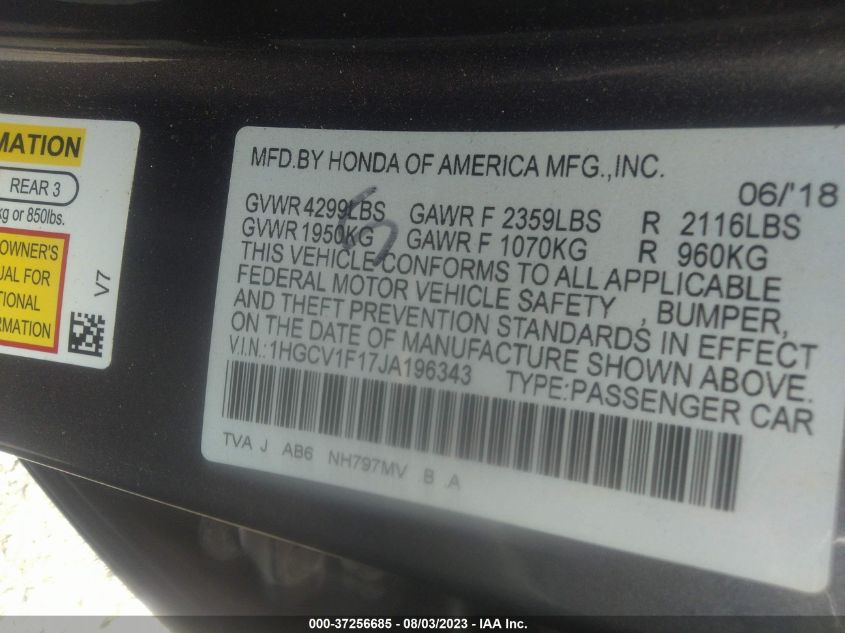 MATION
REAR 3
kg or 850lbs.
OWNER'S
UAL FOR
TIONAL
ORMATION
V7
MFD.BY HONDA OF AMERICA MFG.,INC.
06/'18
GVWR 4299LBS GAWR F 2359LBS R 2116LBS
GVWR 1950KG GAWR F 1070KG R 960KG
THIS VEHICLE CONFORMS TO ALL APPLICABLE
FEDERAL MOTOR VEHICLE SAFETY , BUMPER,
AND THEFT PREVENTION STANDARDS IN EFFECT
ON THE DATE OF MANUFACTURE SHOWN ABOVE.
V.I.N.:1HGCV1F17JA196343 TYPE:PASSENGER CAR
TVA J AB6 NH797MV B .A
000-37256685 - 08/03/2023 - IAA Inc.